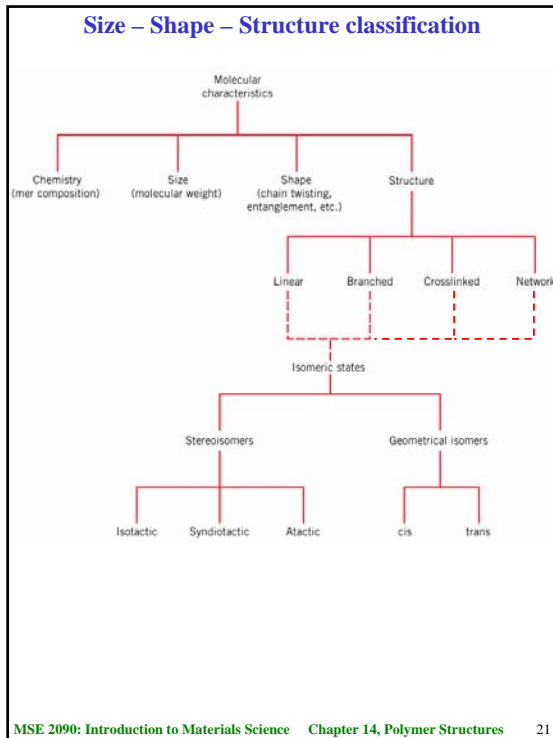 Size – Shape – Structure classification
Molecular
characteristics
Chemistry
(mer composition)
Size
(molecular weight)
Shape
(chain twisting,
entanglement, etc.)
Structure
Linear
Branched
Crosslinked
Network
Isomeric states
Stereoisomers
Geometrical isomers
Isotactic
Syndiotactic
Atactic
cis
trans
MSE 2090: Introduction to Materials Science Chapter 14, Polymer Structures 21